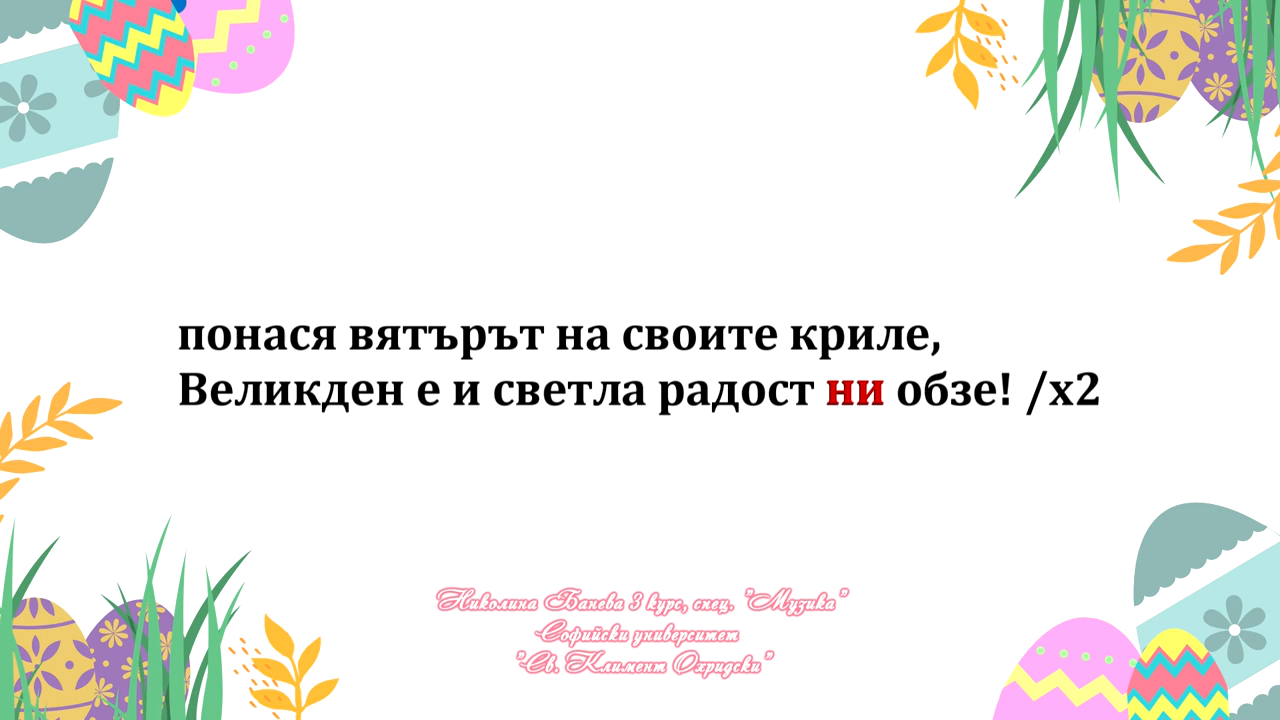 понася вятърът на своите криле,
Великден е и светла радост ни обзе! /x2
Николина Банева 3 курс, спец. "Музика"
Софийски университет
"Св. Климент Охридски"